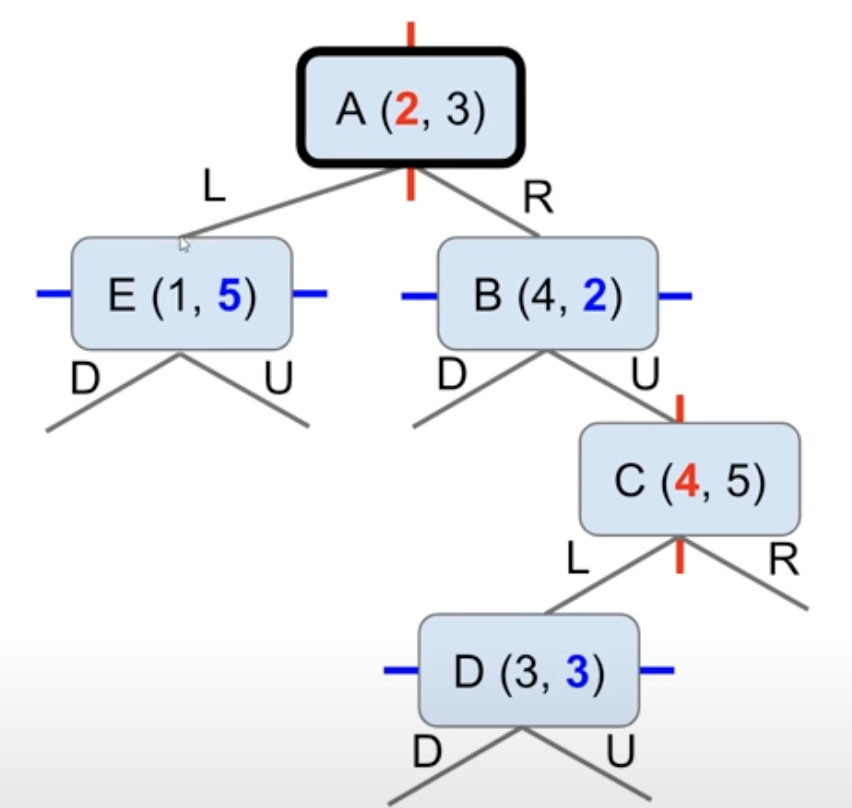 A (2, 3)
L R
E (1, 5) B (4, 2)
D U D U
C (4, 5)
L R
D (3, 3)
D U